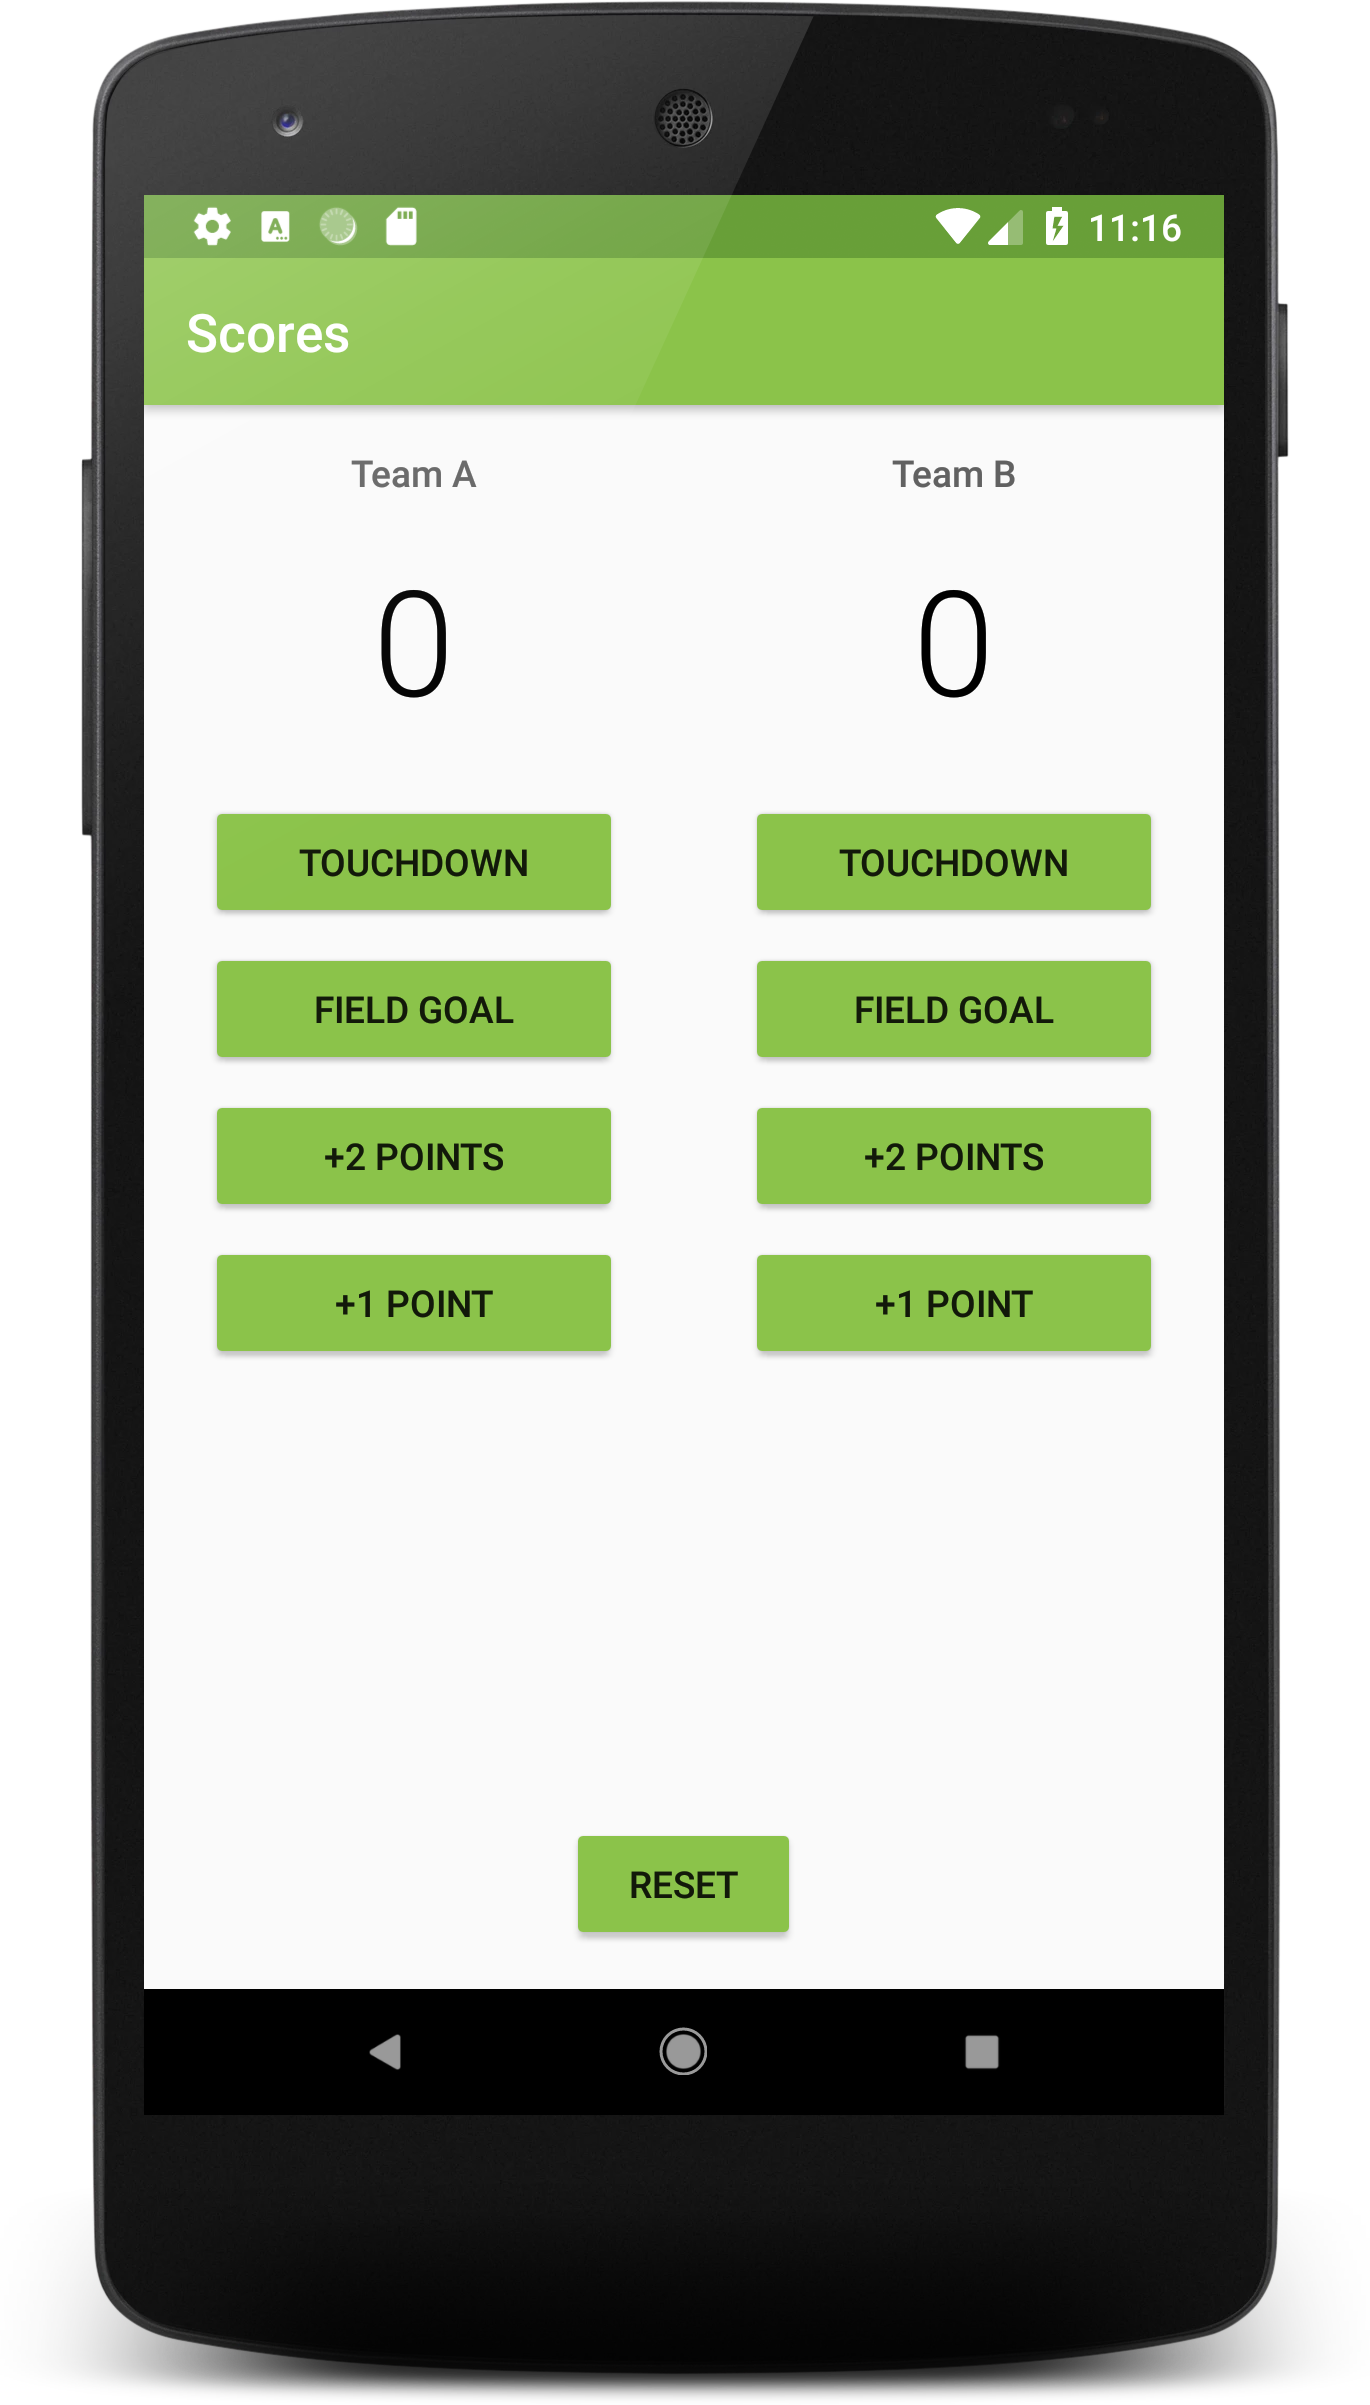 11:16
Scores
Team A
Team B
0
0
TOUCHDOWN
TOUCHDOWN
FIELD GOAL
FIELD GOAL
+2 POINTS
+2 POINTS
+1 POINT
+1 POINT
RESET